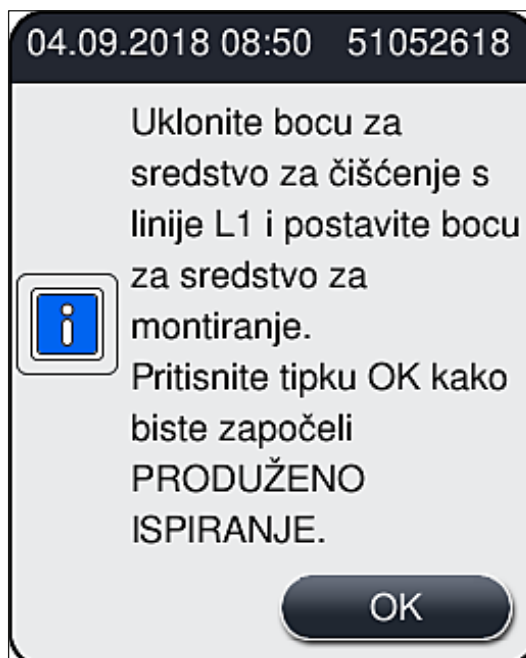 04.09.2018 08:50 51052618
Uklonite bocu za
sredstvo za čišćenje s
linije L1 i postavite bocu
za sredstvo za
montiranje.
Pritisnite tipku OK kako
biste započeli
PRODUŽENO
ISPIRANJE.
OK